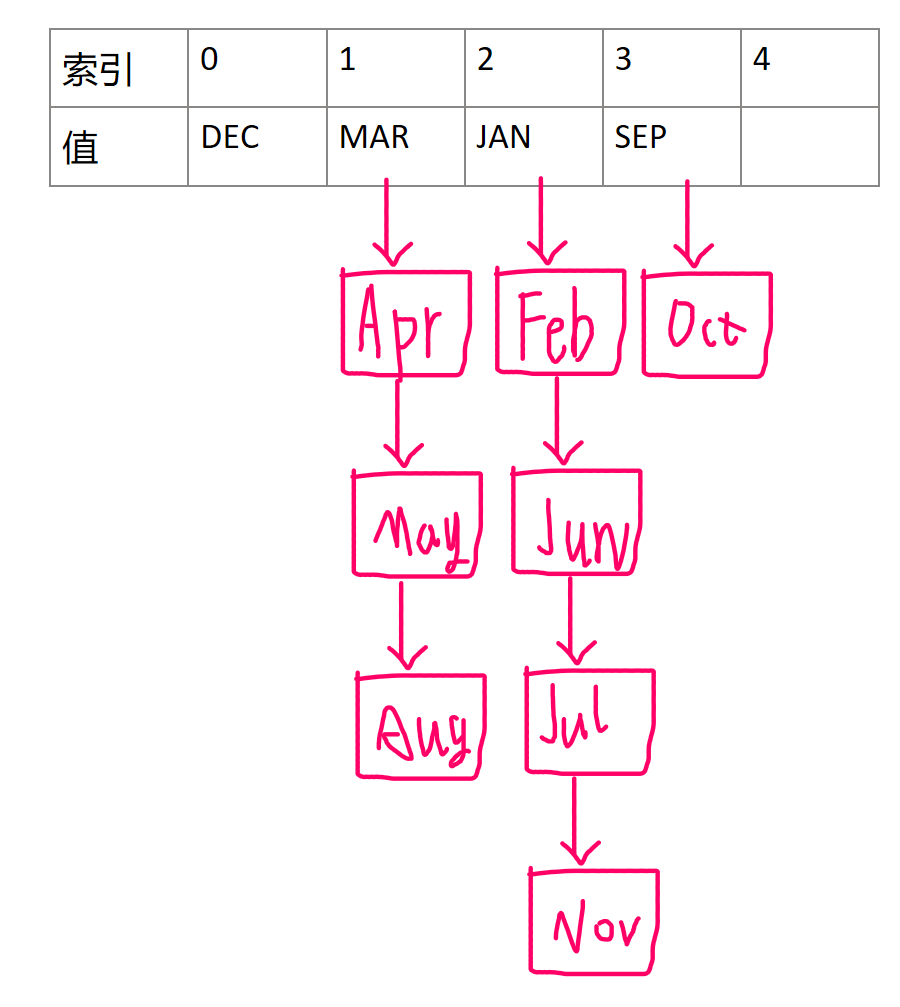 索引 0 1 2 3 4
值 DEC MAR JAN SEP
Apr Feb Oct
May Jun
Aug Jul
Nov